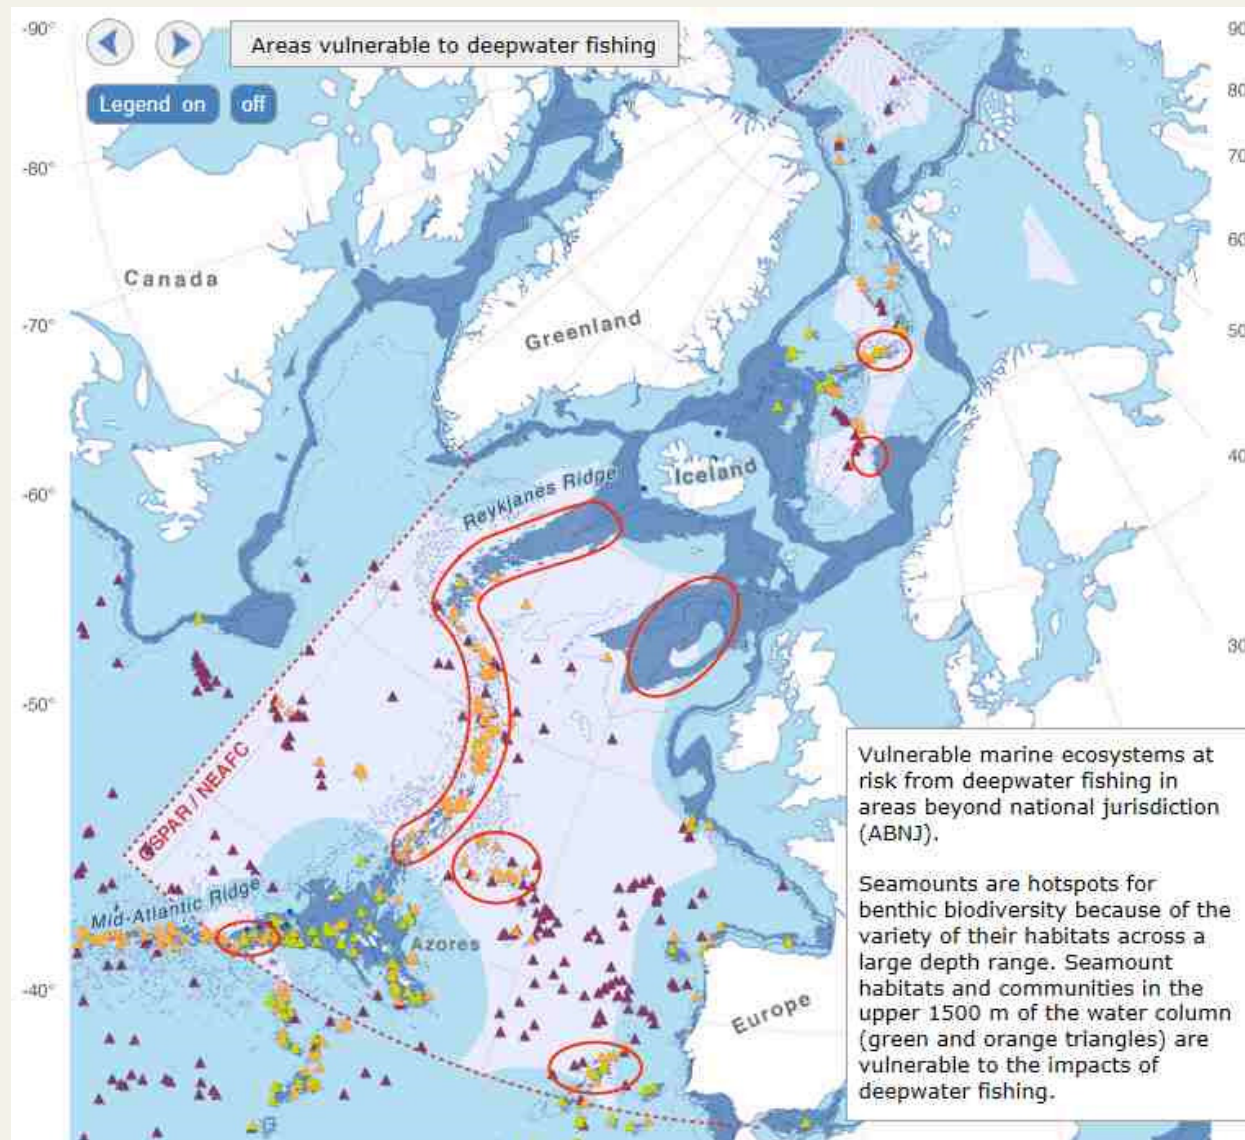 Areas vulnerable to deepwater fishing
Legend on
off
-90°
-80°
-70°
-60°
-50°
-40°
90
80
70
60
50
40
30
Canada
Greenland
Iceland
Reykjanes Ridge
OSPAR / NEAFC
Mid-Atlantic Ridge
Azores
Europe
Vulnerable marine ecosystems at
risk from deepwater fishing in
areas beyond national jurisdiction
(ABNJ).
Seamounts are hotspots for
benthic biodiversity because of the
variety of their habitats across a
large depth range. Seamount
habitats and communities in the
upper 1500 m of the water column
(green and orange triangles) are
vulnerable to the impacts of
deepwater fishing.